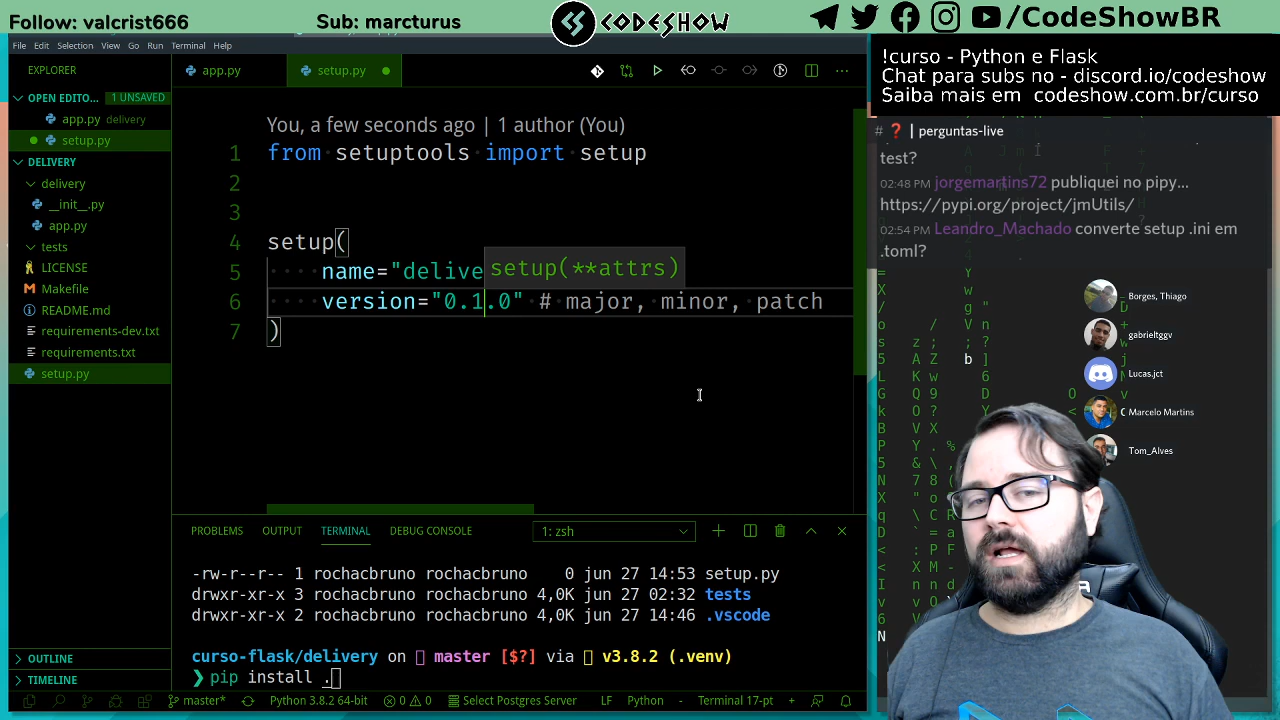 Follow: valcrist666
Sub: marcturus
CODESHOW
/CodeShowBR
File Edit Selection View Go Run Terminal Help
EXPLORER
OPEN EDITO... 1 UNSAVED
app.py delivery
setup.py
DELIVERY
delivery
__init__.py
app.py
tests
LICENSE
Makefile
README.md
requirements-dev.txt
requirements.txt
setup.py
OUTLINE
TIMELINE
app.py
setup.py
You, a few seconds ago | 1 author (You)
1 from setuptools import setup
2
3
4 setup(
5 name="delive
setup(**attrs)
6 version="0.1.0" # major, minor, patch
7 )
PROBLEMS OUTPUT TERMINAL DEBUG CONSOLE 1: zsh
-rw-r--r-- 1 rochacbruno rochacbruno 0 jun 27 14:53 setup.py
drwxr-xr-x 3 rochacbruno rochacbruno 4,0K jun 27 02:32 tests
drwxr-xr-x 2 rochacbruno rochacbruno 4,0K jun 27 14:46 .vscode
curso-flask/delivery on master [$?] via v3.8.2 (.venv)
❯ pip install .
master* Python 3.8.2 64-bit 0 0 Select Postgres Server LF Python - Terminal 17-pt +
!curso - Python e Flask
Chat para subs no - discord.io/codeshow
Saiba mais em codeshow.com.br/curso
# ❓ | perguntas-live
test?
02:48 PM jorgemartins72 publiquei no pipy...
https://pypi.org/project/jmUtils/
02:54 PM Leandro_Machado converte setup .ini em
.toml?
Borges, Thiago
gabrieltggv
Lucas.jct
Marcelo Martins
Tom_Alves